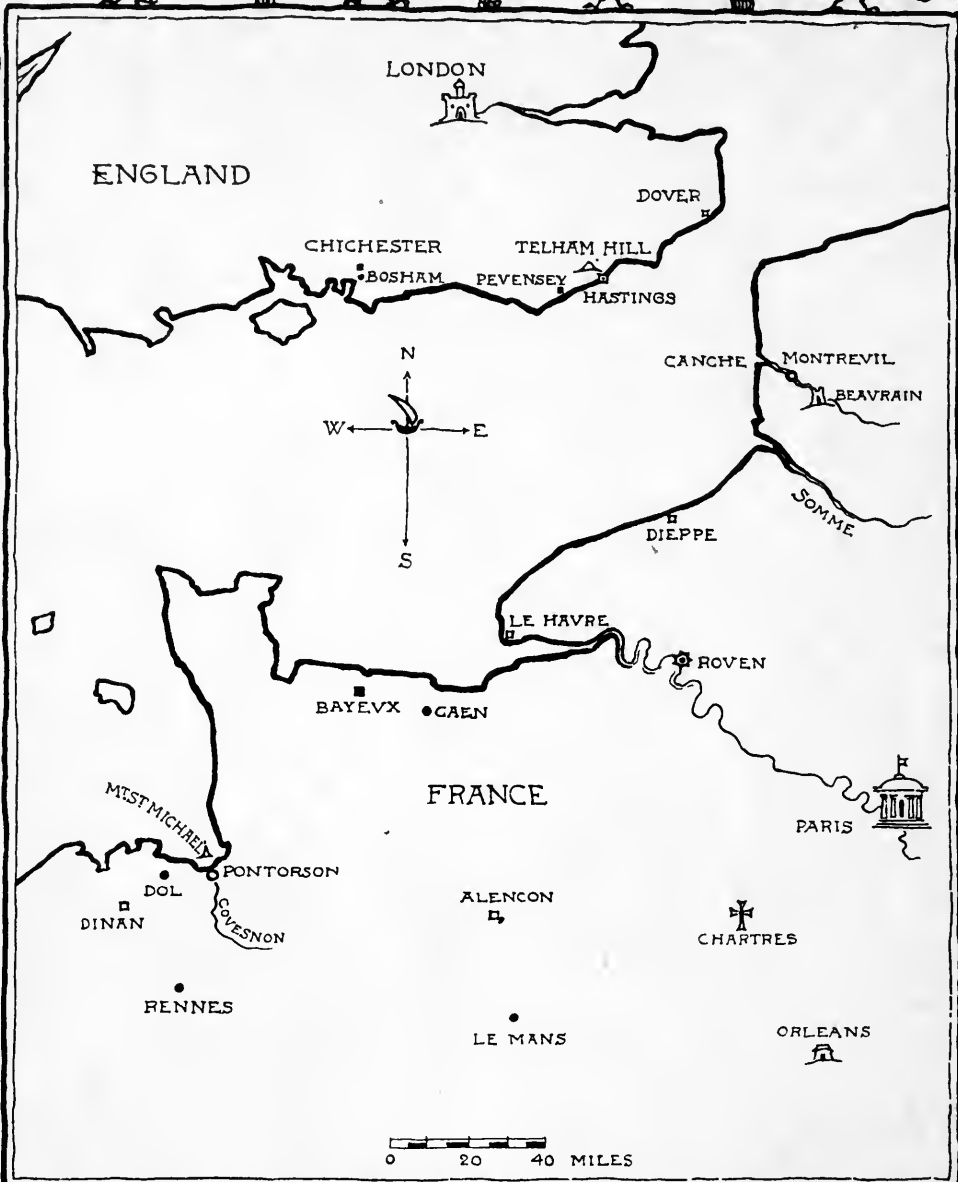 LONDON
ENGLAND
DOVER
CHICHESTER
TELHAM HILL
BOSHAM
PEVENSEY
HASTINGS
N
CANCHE
MONTREVIL
BEAVRAIN
W
E
SOMME
DIEPPE
S
LE HAVRE
ROVEN
BAYEVX
CAEN
FRANCE
MT. ST MICHAEL
PARIS
PONTORSON
DOL
ALENCON
DINAN
COVESNON
CHARTRES
RENNES
LE MANS
ORLEANS
0 20 40 MILES